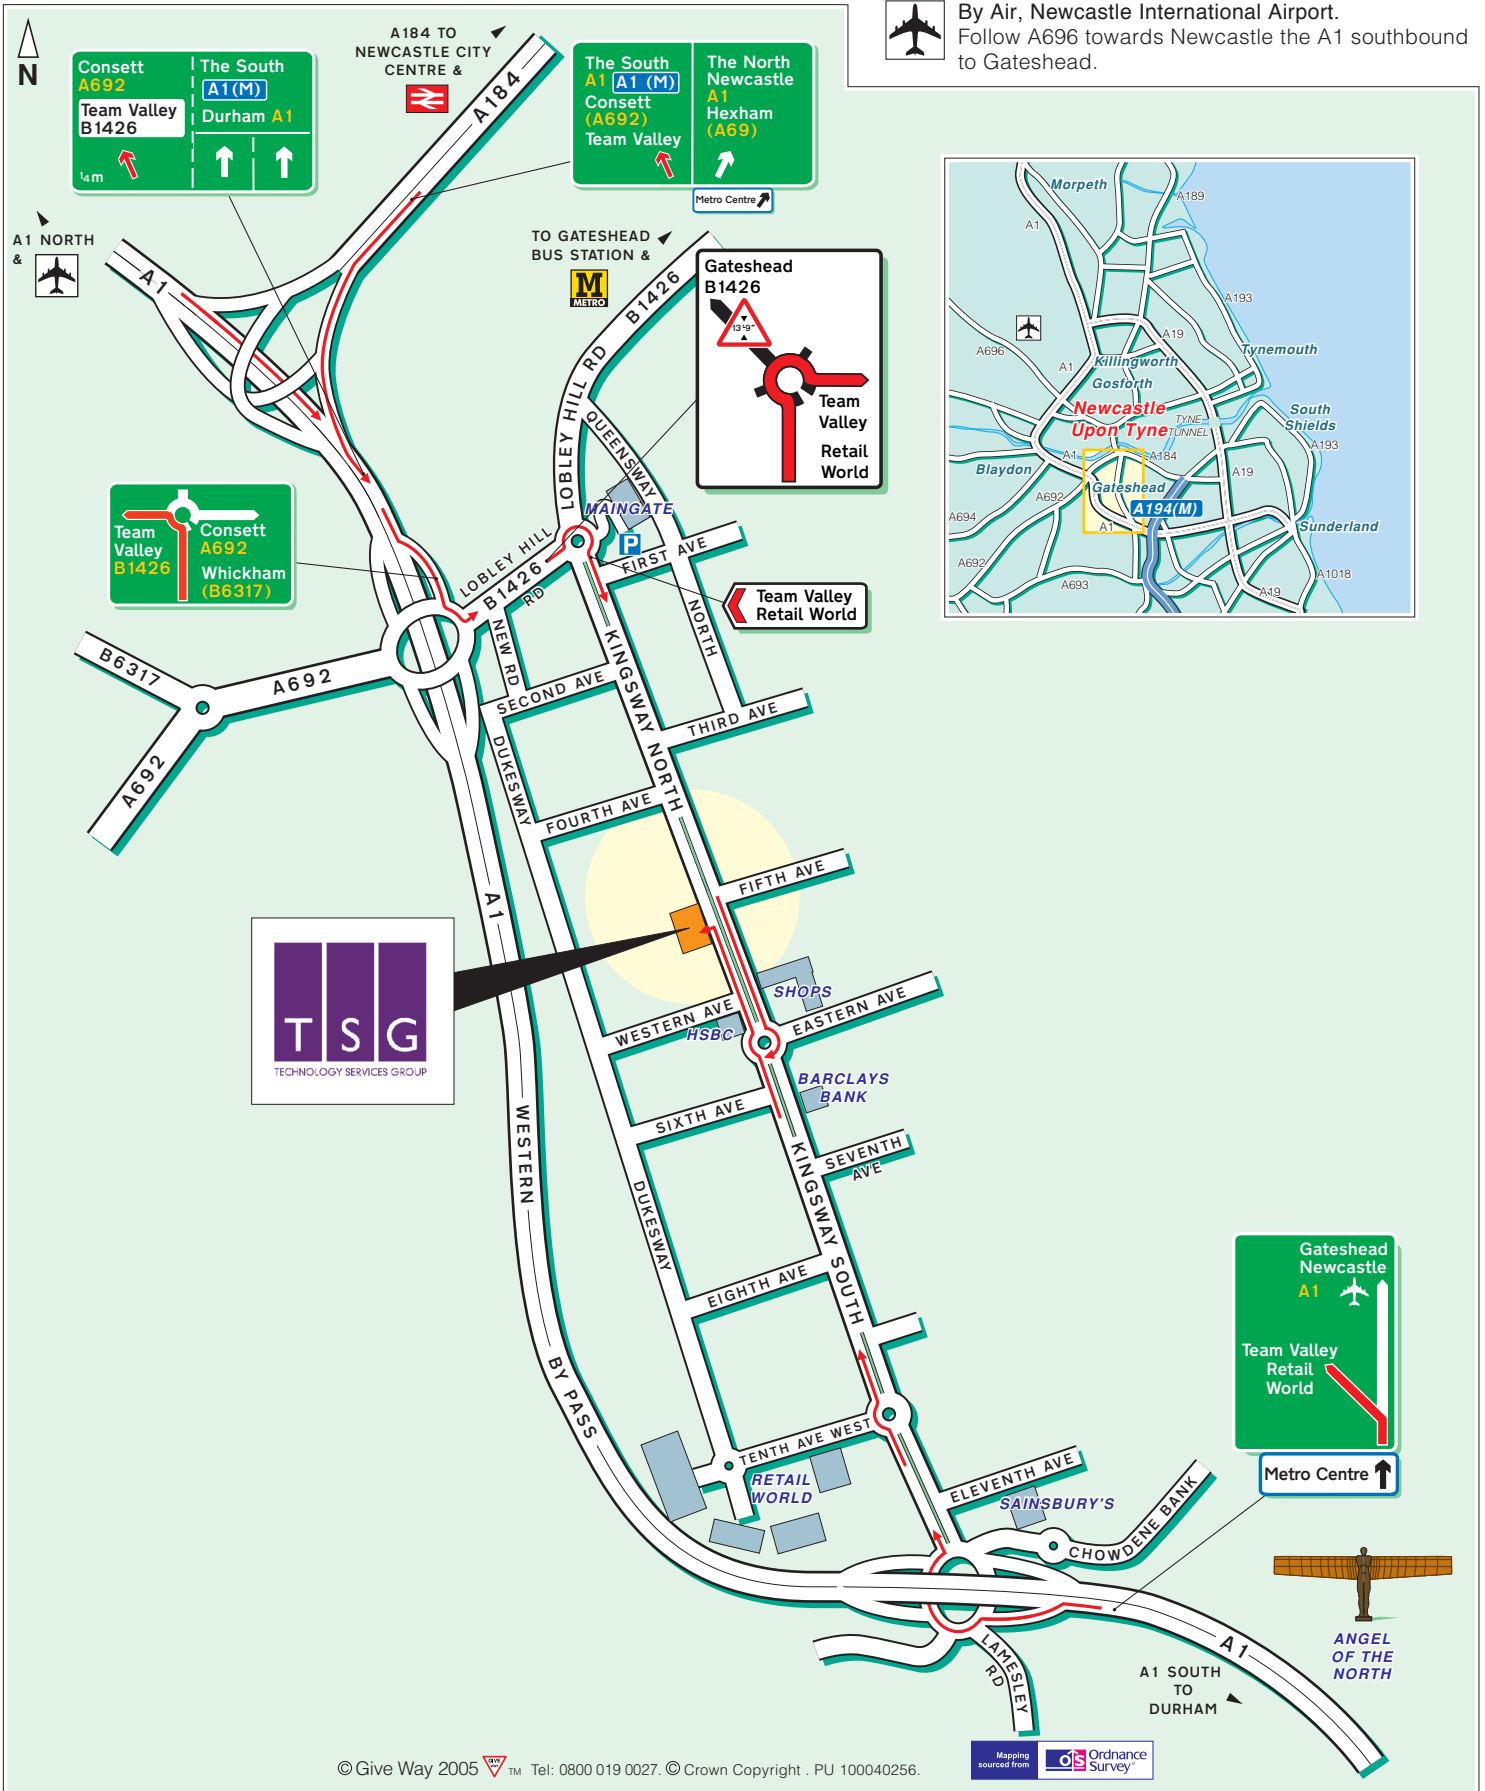 By Air, Newcastle International Airport.
Follow A696 towards Newcastle the A1 southbound
to Gateshead.
N
Consett
A692
Team Valley
B1426
¼m
The South
A1(M)
Durham A1
A184 TO
NEWCASTLE CITY
CENTRE &
A184
The South
A1 A1 (M)
Consett
(A692)
Team Valley
The North
Newcastle
A1
Hexham
(A69)
Metro Centre
A1 NORTH
&
A1
TO GATESHEAD
BUS STATION &
M
METRO
B1426
LOBLEY HILL RD
Gateshead
B1426
13'9"
Team
Valley
Retail
World
QUEENSWAY
MAINGATE
P
FIRST AVE
NORTH
Team
Valley
B1426
Consett
A692
Whickham
(B6317)
LOBLEY HILL
B1426
RD
Team Valley
Retail World
B6317
A692
A692
NEW RD
SECOND AVE
KINGSWAY NORTH
THIRD AVE
DUKESWAY
FOURTH AVE
FIFTH AVE
A1
TSG
TECHNOLOGY SERVICES GROUP
SHOPS
WESTERN AVE
HSBC
EASTERN AVE
BARCLAYS
BANK
SIXTH AVE
WESTERN
SEVENTH
AVE
KINGSWAY SOUTH
DUKESWAY
EIGHTH AVE
BY PASS
TENTH AVE WEST
RETAIL
WORLD
ELEVENTH AVE
SAINSBURY'S
CHOWDENE BANK
Gateshead
Newcastle
A1
Team Valley
Retail
World
Metro Centre
LAMESLEY
RD
A1
A1 SOUTH
TO
DURHAM
ANGEL
OF THE
NORTH
Morpeth
A189
A1
A193
A19
A696
A1
Killingworth
Tynemouth
Gosforth
Newcastle
Upon Tyne
TYNE
TUNNEL
South
Shields
A193
A1
A184
Blaydon
A19
Gateshead
A692
A194(M)
A694
A1
Sunderland
A692
A693
A1018
A19
© Give Way 2005 GIVE WAY TM Tel: 0800 019 0027. © Crown Copyright . PU 100040256.
Mapping
sourced from
OS Ordnance
Survey®